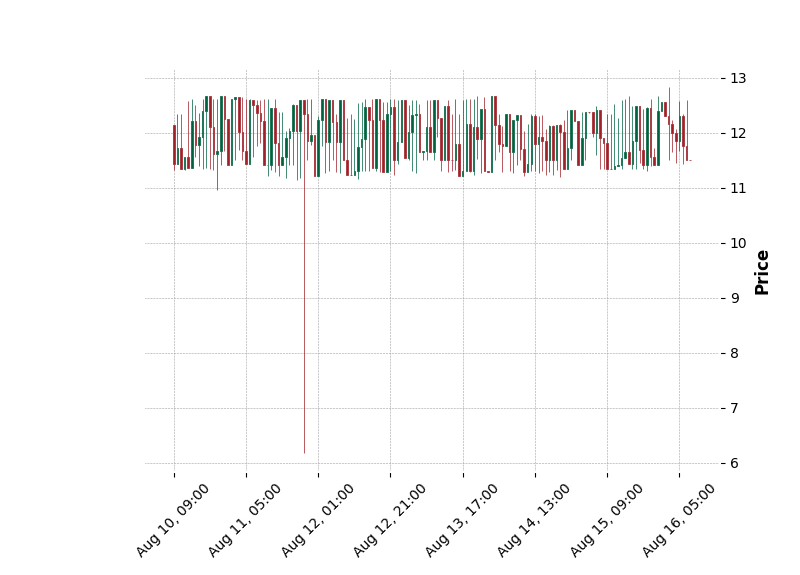 13
12
11
10
9
8
7
6
Price
Aug 10, 09:00
Aug 11, 05:00
Aug 12, 01:00
Aug 12, 21:00
Aug 13, 17:00
Aug 14, 13:00
Aug 15, 09:00
Aug 16, 05:00